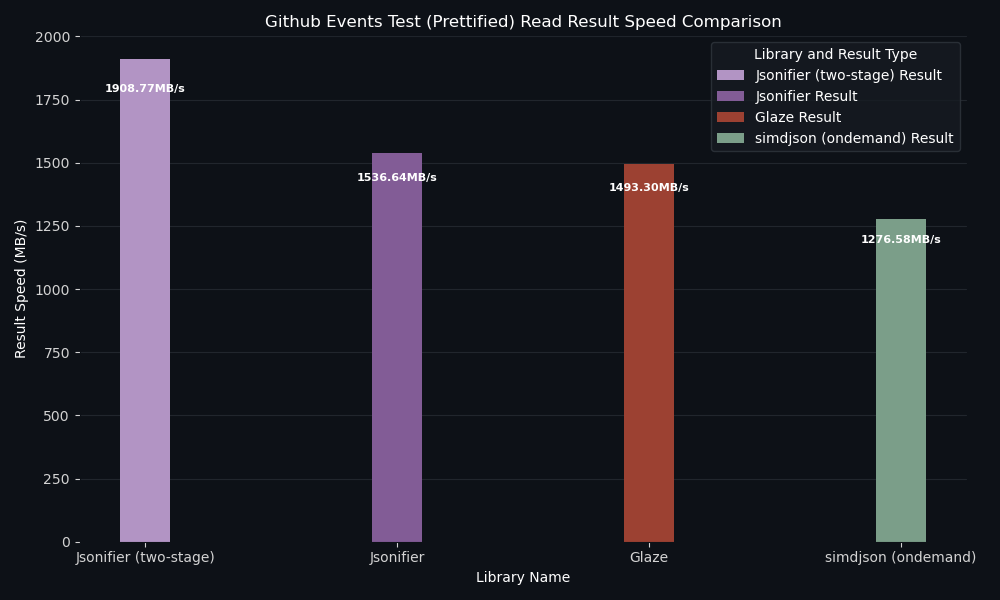 Github Events Test (Prettified) Read Result Speed Comparison
Library and Result Type
Jsonifier (two-stage) Result
Jsonifier Result
Glaze Result
simdjson (ondemand) Result
Result Speed (MB/s)
2000
1750
1500
1250
1000
750
500
250
0
1908.77MB/s
1536.64MB/s
1493.30MB/s
1276.58MB/s
Jsonifier (two-stage)
Jsonifier
Glaze
simdjson (ondemand)
Library Name